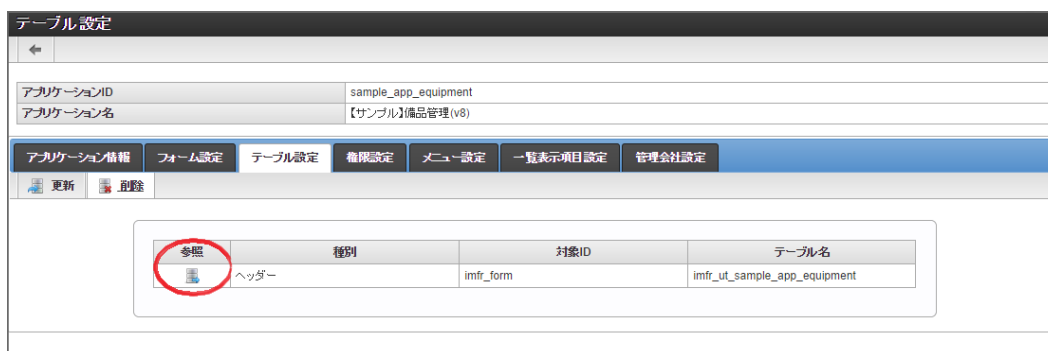 テーブル設定
アプリケーションID sample_app_equipment
アプリケーション名 【サンプル】備品管理(v8)
アプリケーション情報 フォーム設定 テーブル設定 権限設定 メニュー設定 一覧表示項目設定 管理会社設定
更新 削除
参照 種別 対象ID テーブル名
ヘッダー imfr_form imfr_ut_sample_app_equipment